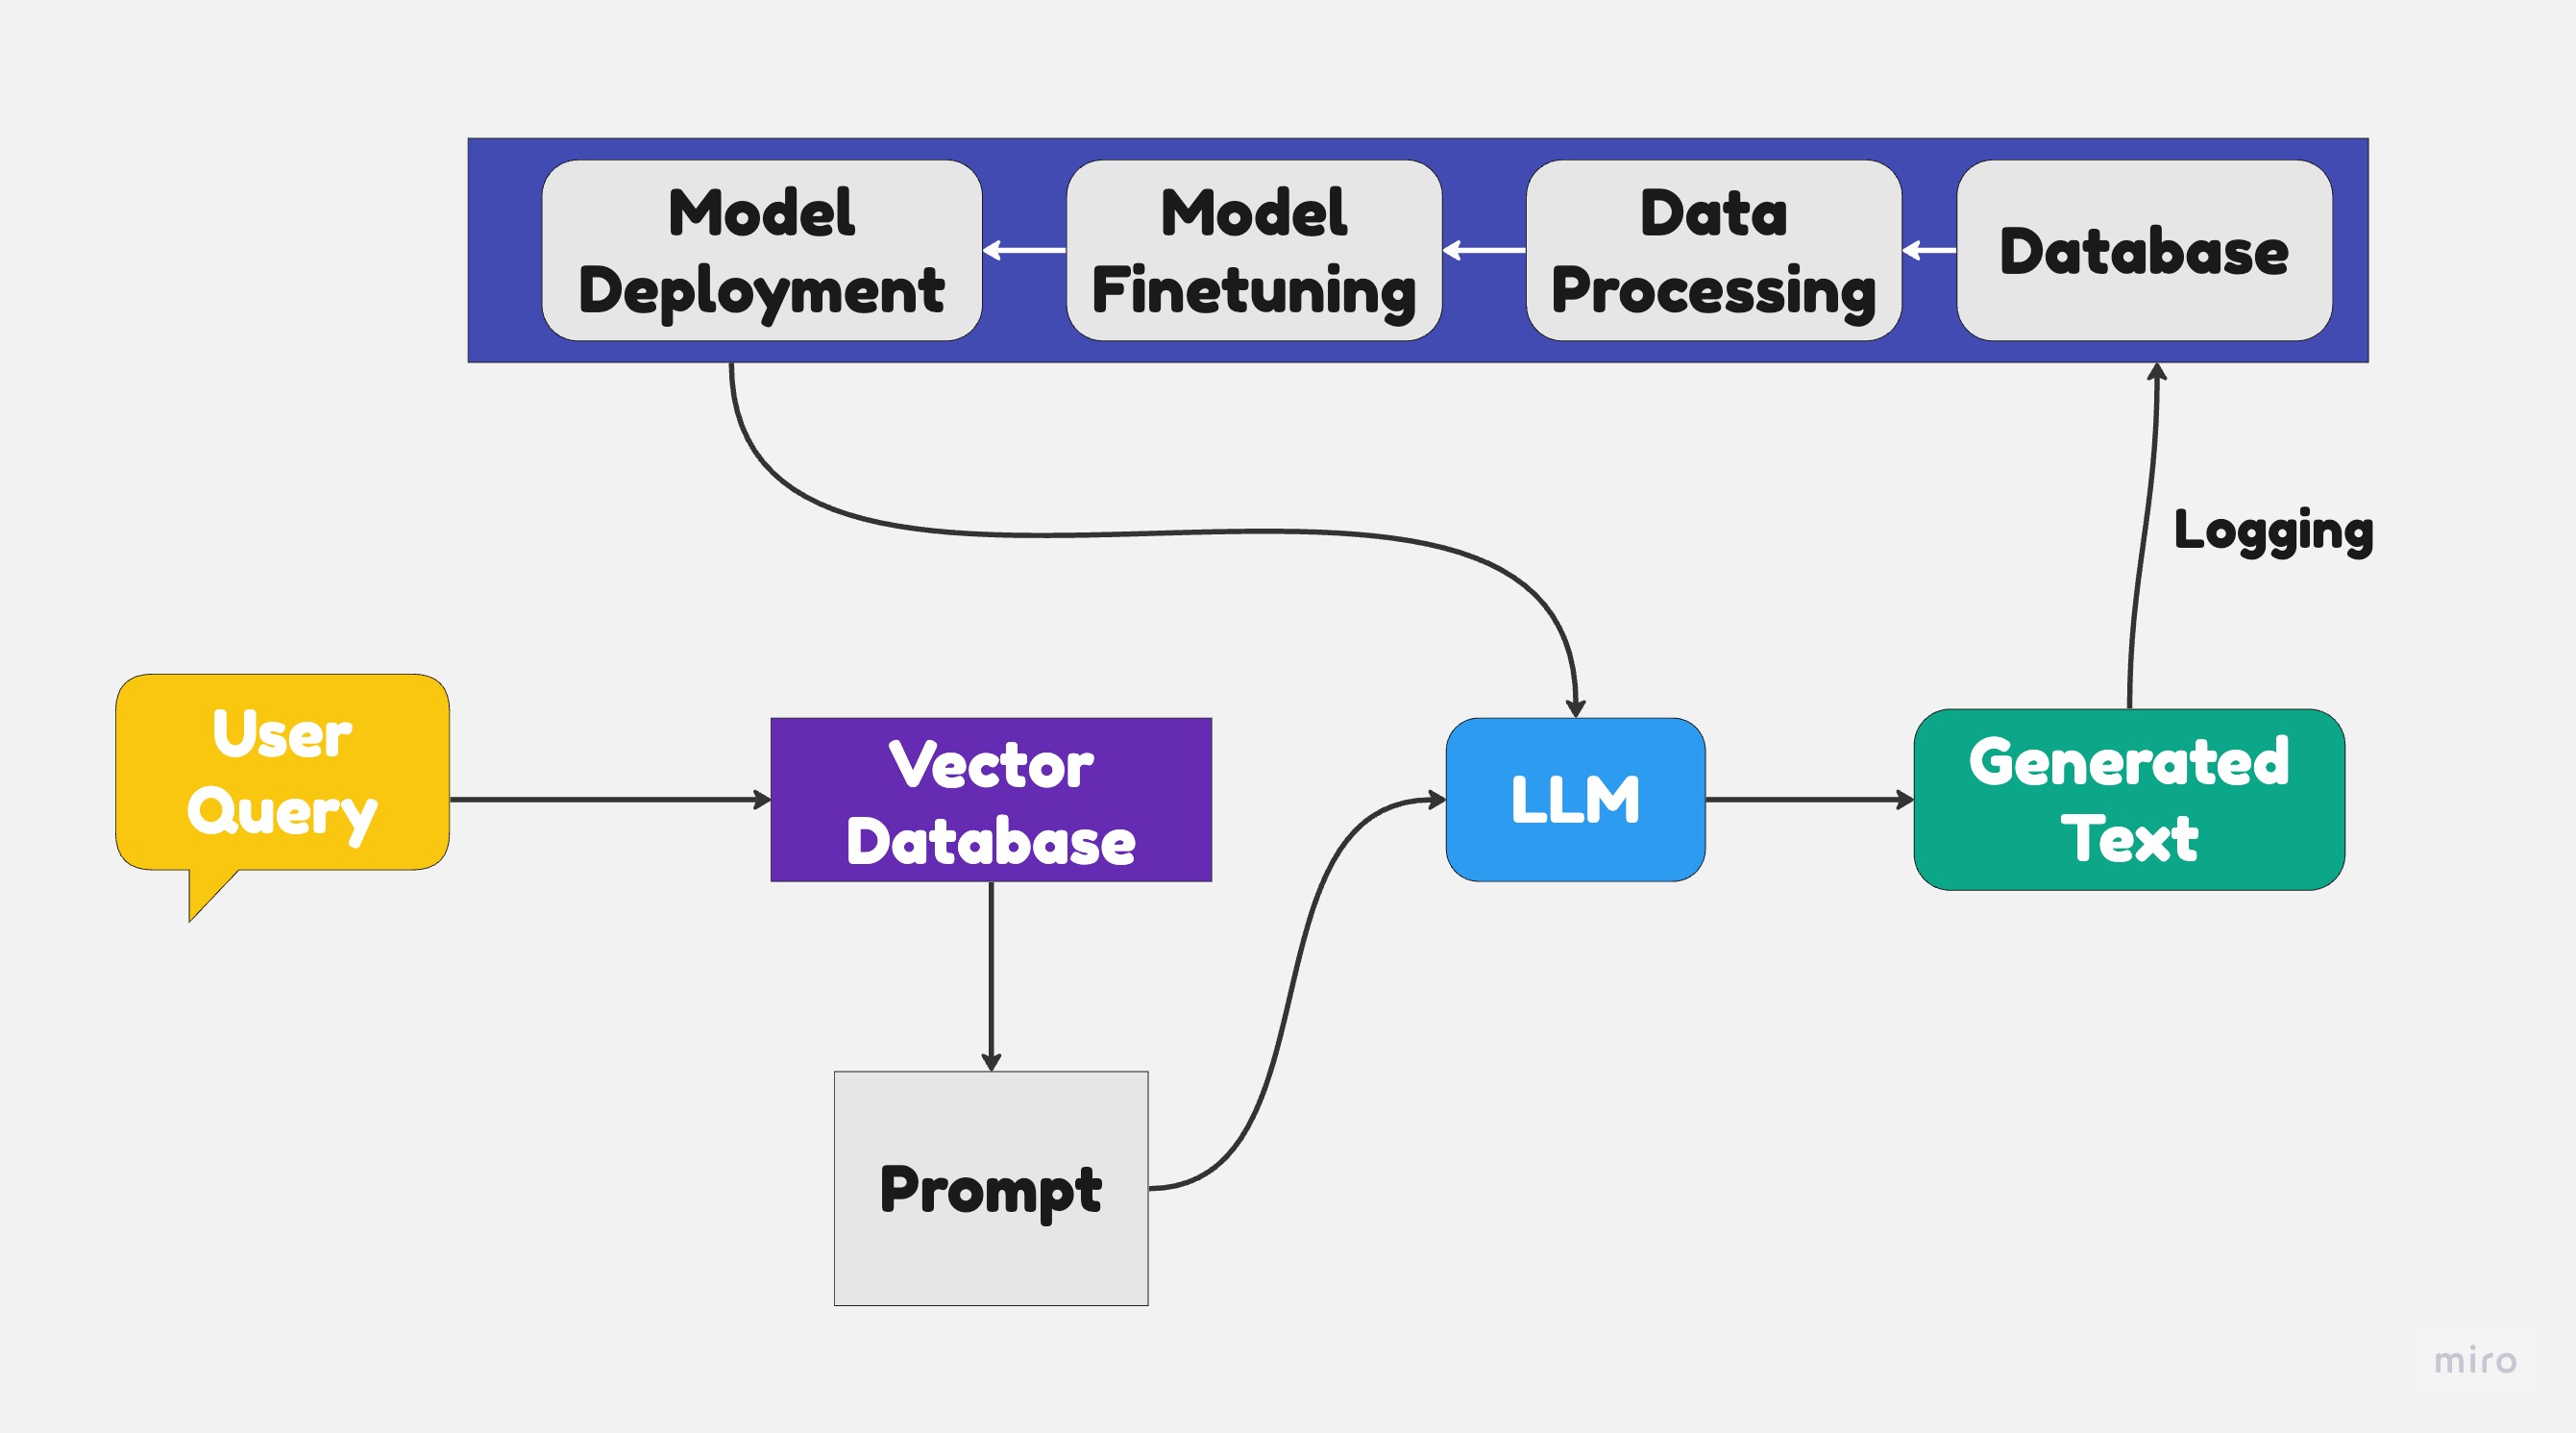 Model
Deployment
Model
Finetuning
Data
Processing
Database
Logging
User
Query
Vector
Database
LLM
Generated
Text
Prompt
miro